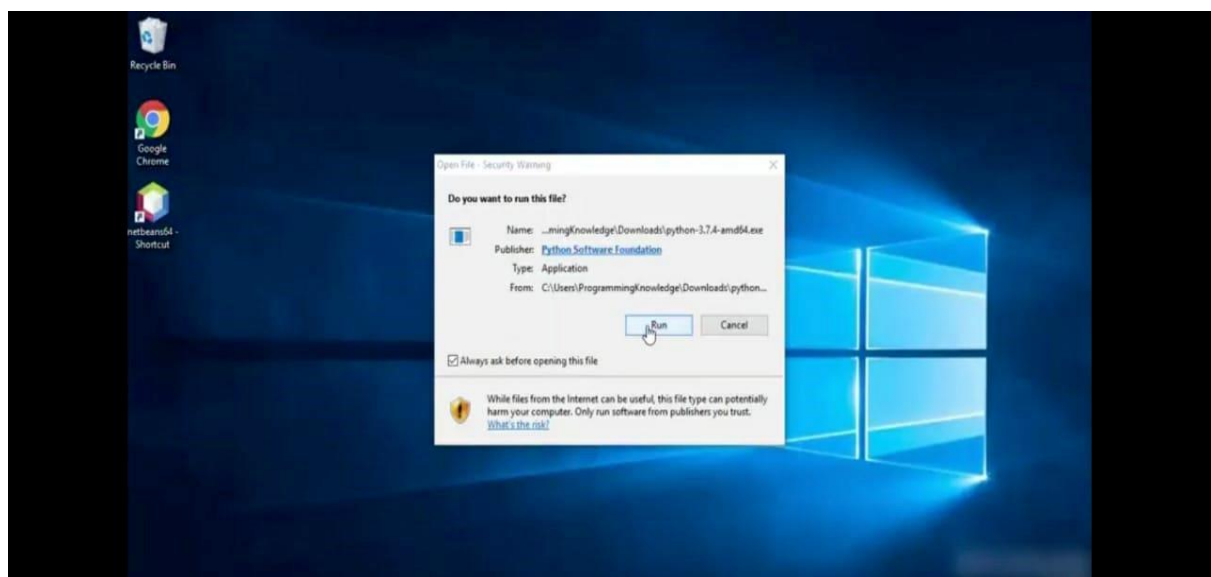 Recycle Bin
Google
Chrome
netbeans64 -
Shortcut
Open File - Security Warning
Do you want to run this file?
Name: ...mingKnowledge\Downloads\python-3.7.4-amd64.exe
Publisher: Python Software Foundation
Type: Application
From: C:\Users\ProgrammingKnowledge\Downloads\python...
Run Cancel
Always ask before opening this file
While files from the Internet can be useful, this file type can potentially
harm your computer. Only run software from publishers you trust.
What's the risk?